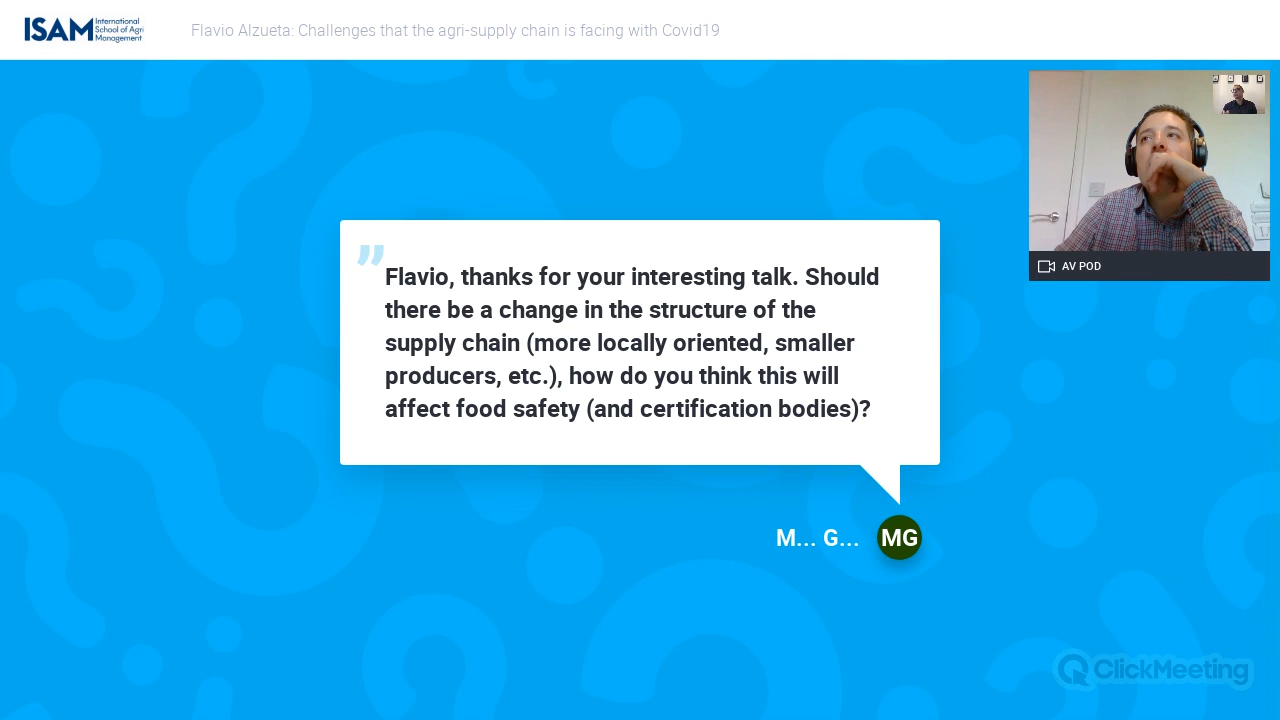 ISAM International
School of Agri
Management
Flavio Alzueta: Challenges that the agri-supply chain is facing with Covid19
AV POD
”
Flavio, thanks for your interesting talk. Should
there be a change in the structure of the
supply chain (more locally oriented, smaller
producers, etc.), how do you think this will
affect food safety (and certification bodies)?
M... G... MG
ClickMeeting